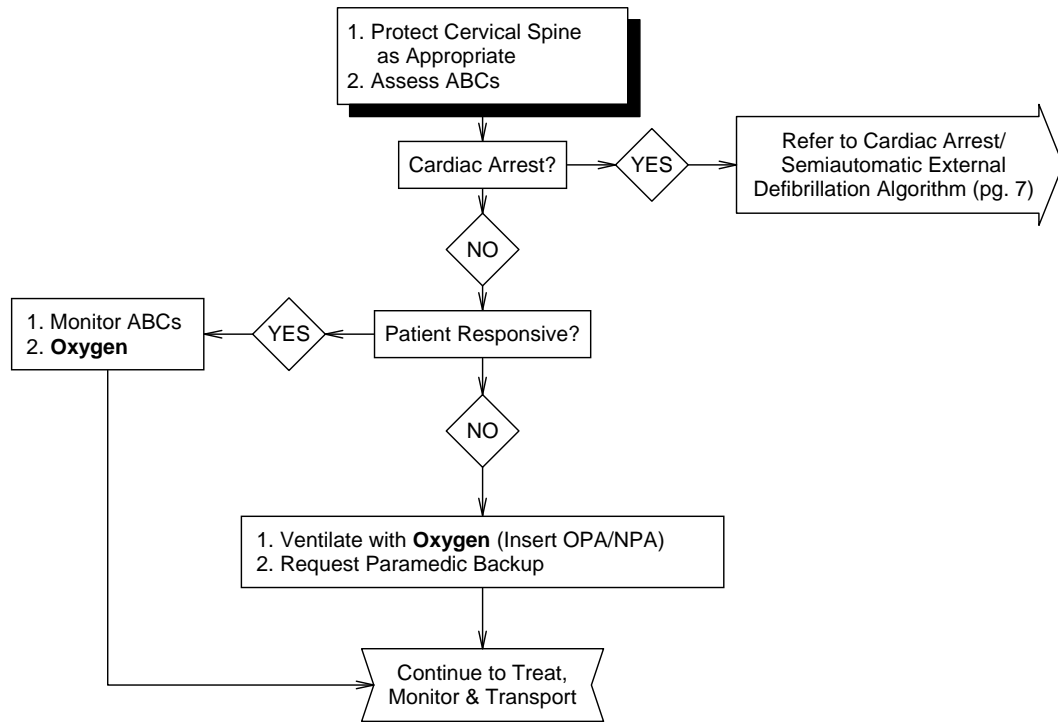 1. Protect Cervical Spine
as Appropriate
2. Assess ABCs
Cardiac Arrest?
YES
Refer to Cardiac Arrest/
Semiautomatic External
Defibrillation Algorithm (pg. 7)
NO
1. Monitor ABCs
2. Oxygen
YES
Patient Responsive?
NO
1. Ventilate with Oxygen (Insert OPA/NPA)
2. Request Paramedic Backup
Continue to Treat,
Monitor & Transport